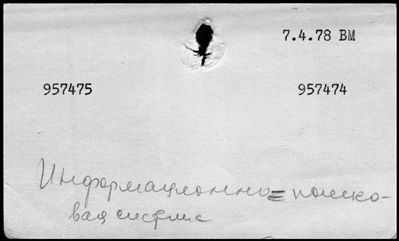 7.4.78 ВМ
957475 957474
Информационно=поиско-
вая система